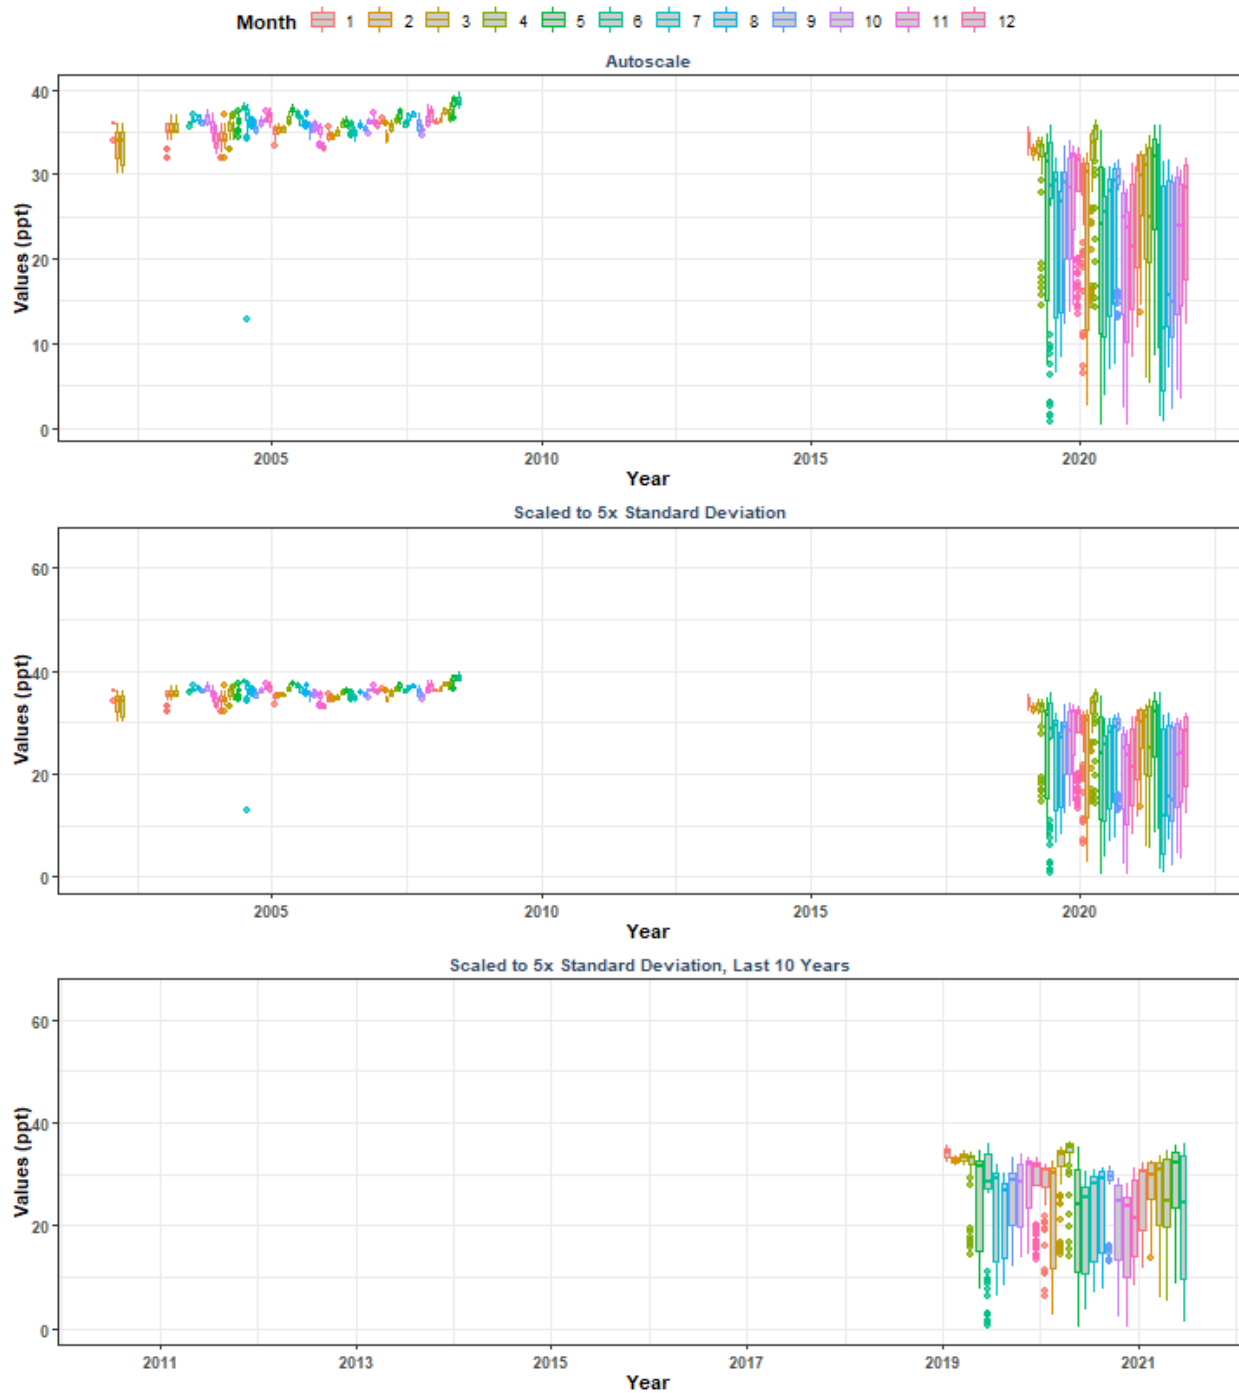 Month 1 2 3 4 5 6 7 8 9 10 11 12
Autoscale
Values (ppt)
40
30
20
10
0
2005 2010 2015 2020
Year
Scaled to 5x Standard Deviation
Values (ppt)
60
40
20
0
2005 2010 2015 2020
Year
Scaled to 5x Standard Deviation, Last 10 Years
Values (ppt)
60
40
20
0
2011 2013 2015 2017 2019 2021
Year